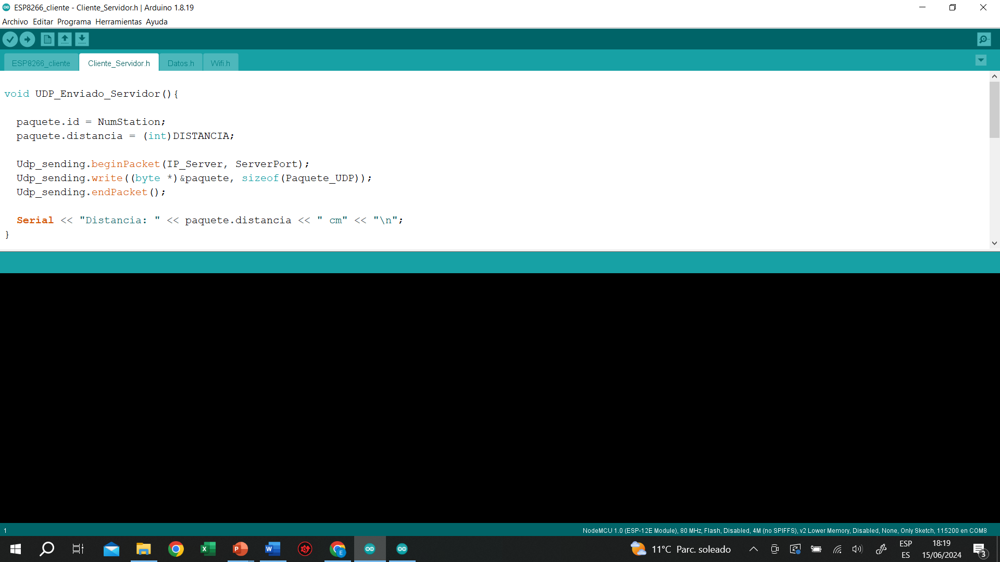 ESP8266_cliente - Cliente_Servidor.h | Arduino 1.8.19
Archivo Editar Programa Herramientas Ayuda
ESP8266_cliente Cliente_Servidor.h Datos.h Wifi.h
void UDP_Enviado_Servidor(){
paquete.id = NumStation;
paquete.distancia = (int)DISTANCIA;
Udp_sending.beginPacket(IP_Server, ServerPort);
Udp_sending.write((byte *)&paquete, sizeof(Paquete_UDP));
Udp_sending.endPacket();
Serial << "Distancia: " << paquete.distancia << " cm" << "\n";
}
1 NodeMCU 1.0 (ESP-12E Module), 80 MHz, Flash, Disabled, 4M (no SPIFFS), v2 Lower Memory, Disabled, None, Only Sketch, 115200 en COM8
11°C Parc. soleado
ESP
ES
18:19
15/06/2024
3